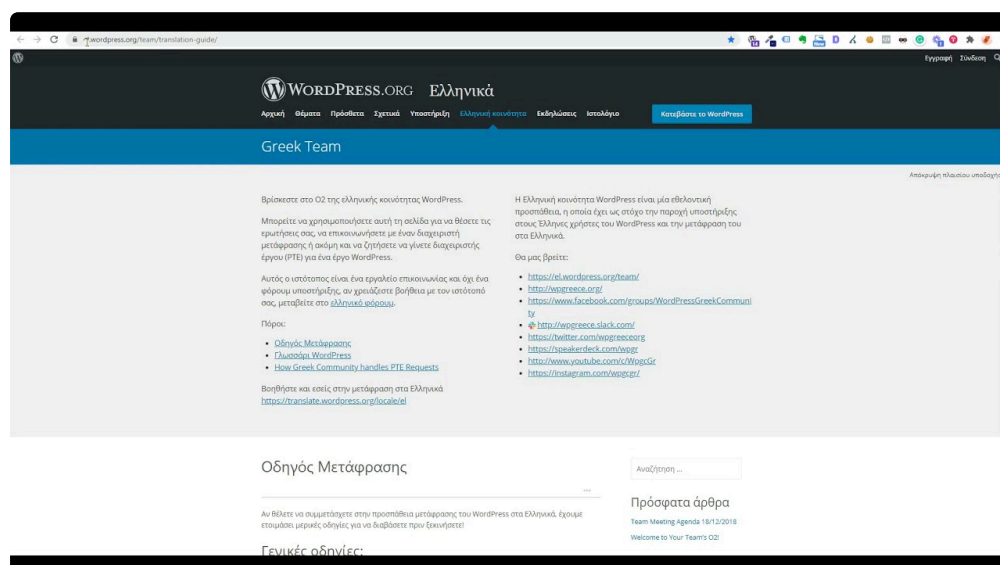 wordpress.org/team/translation-guide/
Εγγραφή Σύνδεση
WORDPRESS.ORG Ελληνικά
Αρχική Θέματα Πρόσθετα Σχετικά Υποστήριξη Ελληνική κοινότητα Εκδηλώσεις Ιστολόγιο Κατεβάστε το WordPress
Greek Team
Απόκρυψη πλαισίου υποδοχής
Βρίσκεστε στο O2 της ελληνικής κοινότητας WordPress.
Μπορείτε να χρησιμοποιήσετε αυτή τη σελίδα για να θέσετε τις
ερωτήσεις σας, να επικοινωνήσετε με έναν διαχειριστή
μετάφρασης ή ακόμη και να ζητήσετε να γίνετε διαχειριστής
έργου (PTE) για ένα έργο WordPress.
Αυτός ο ιστότοπος είναι ένα εργαλείο επικοινωνίας και όχι ένα
φόρουμ υποστήριξης, αν χρειάζεστε βοήθεια με τον ιστότοπό
σας, μεταβείτε στο ελληνικό φόρουμ.
Πόροι:
Οδηγός Μετάφρασης
Γλωσσάρι WordPress
How Greek Community handles PTE Requests
Βοηθήστε και εσείς στην μετάφραση στα Ελληνικά
https://translate.wordpress.org/locale/el
Η Ελληνική κοινότητα WordPress είναι μία εθελοντική
προσπάθεια, η οποία έχει ως στόχο την παροχή υποστήριξης
στους Έλληνες χρήστες του WordPress και την μετάφραση του
στα Ελληνικά.
Θα μας βρείτε:
https://el.wordpress.org/team/
http://wpgreece.org/
https://www.facebook.com/groups/WordPressGreekCommuni
ty
http://wpgreece.slack.com/
https://twitter.com/wpgreeceorg
https://speakerdeck.com/wpgr
http://www.youtube.com/c/WpgcGr
https://instagram.com/wpgcgr/
Οδηγός Μετάφρασης
Αν θέλετε να συμμετάσχετε στην προσπάθεια μετάφρασης του WordPress στα Ελληνικά, έχουμε
ετοιμάσει μερικές οδηγίες για να διαβάσετε πριν ξεκινήσετε!
Γενικές οδηγίες:
Αναζήτηση ...
Πρόσφατα άρθρα
Team Meeting Agenda 18/12/2018
Welcome to Your Team's O2!